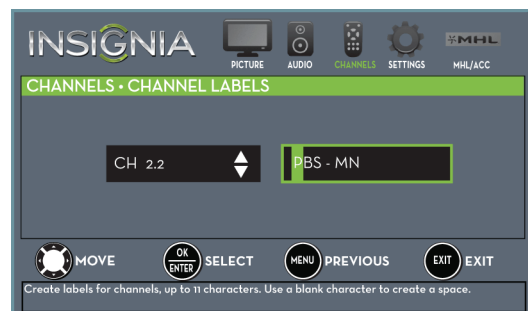 INSIGNIA
PICTURE AUDIO CHANNELS SETTINGS MHL MHL/ACC
CHANNELS • CHANNEL LABELS
CH 2.2 PBS - MN
MOVE OK ENTER SELECT MENU PREVIOUS EXIT EXIT
Create labels for channels, up to 11 characters. Use a blank character to create a space.